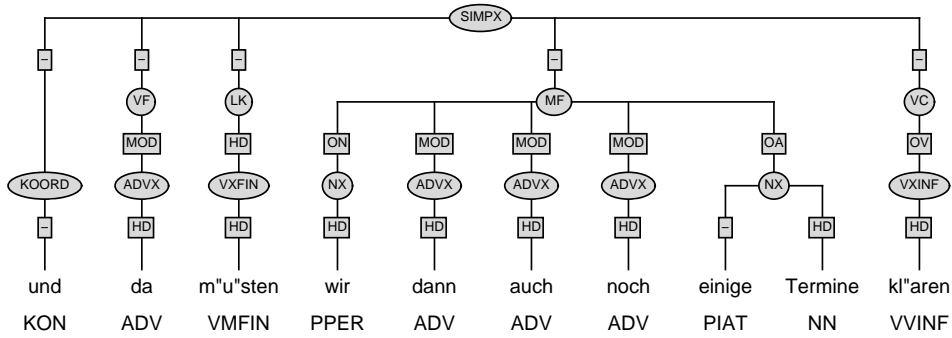 SIMPX
– – – – –
VF LK MF VC
MOD HD ON MOD MOD MOD OA OV
KOORD ADVX VXFIN NX ADVX ADVX ADVX NX VXINF
– HD HD HD HD HD HD – HD HD
und da m"u"sten wir dann auch noch einige Termine kl"aren
KON ADV VMFIN PPER ADV ADV ADV PIAT NN VVINF